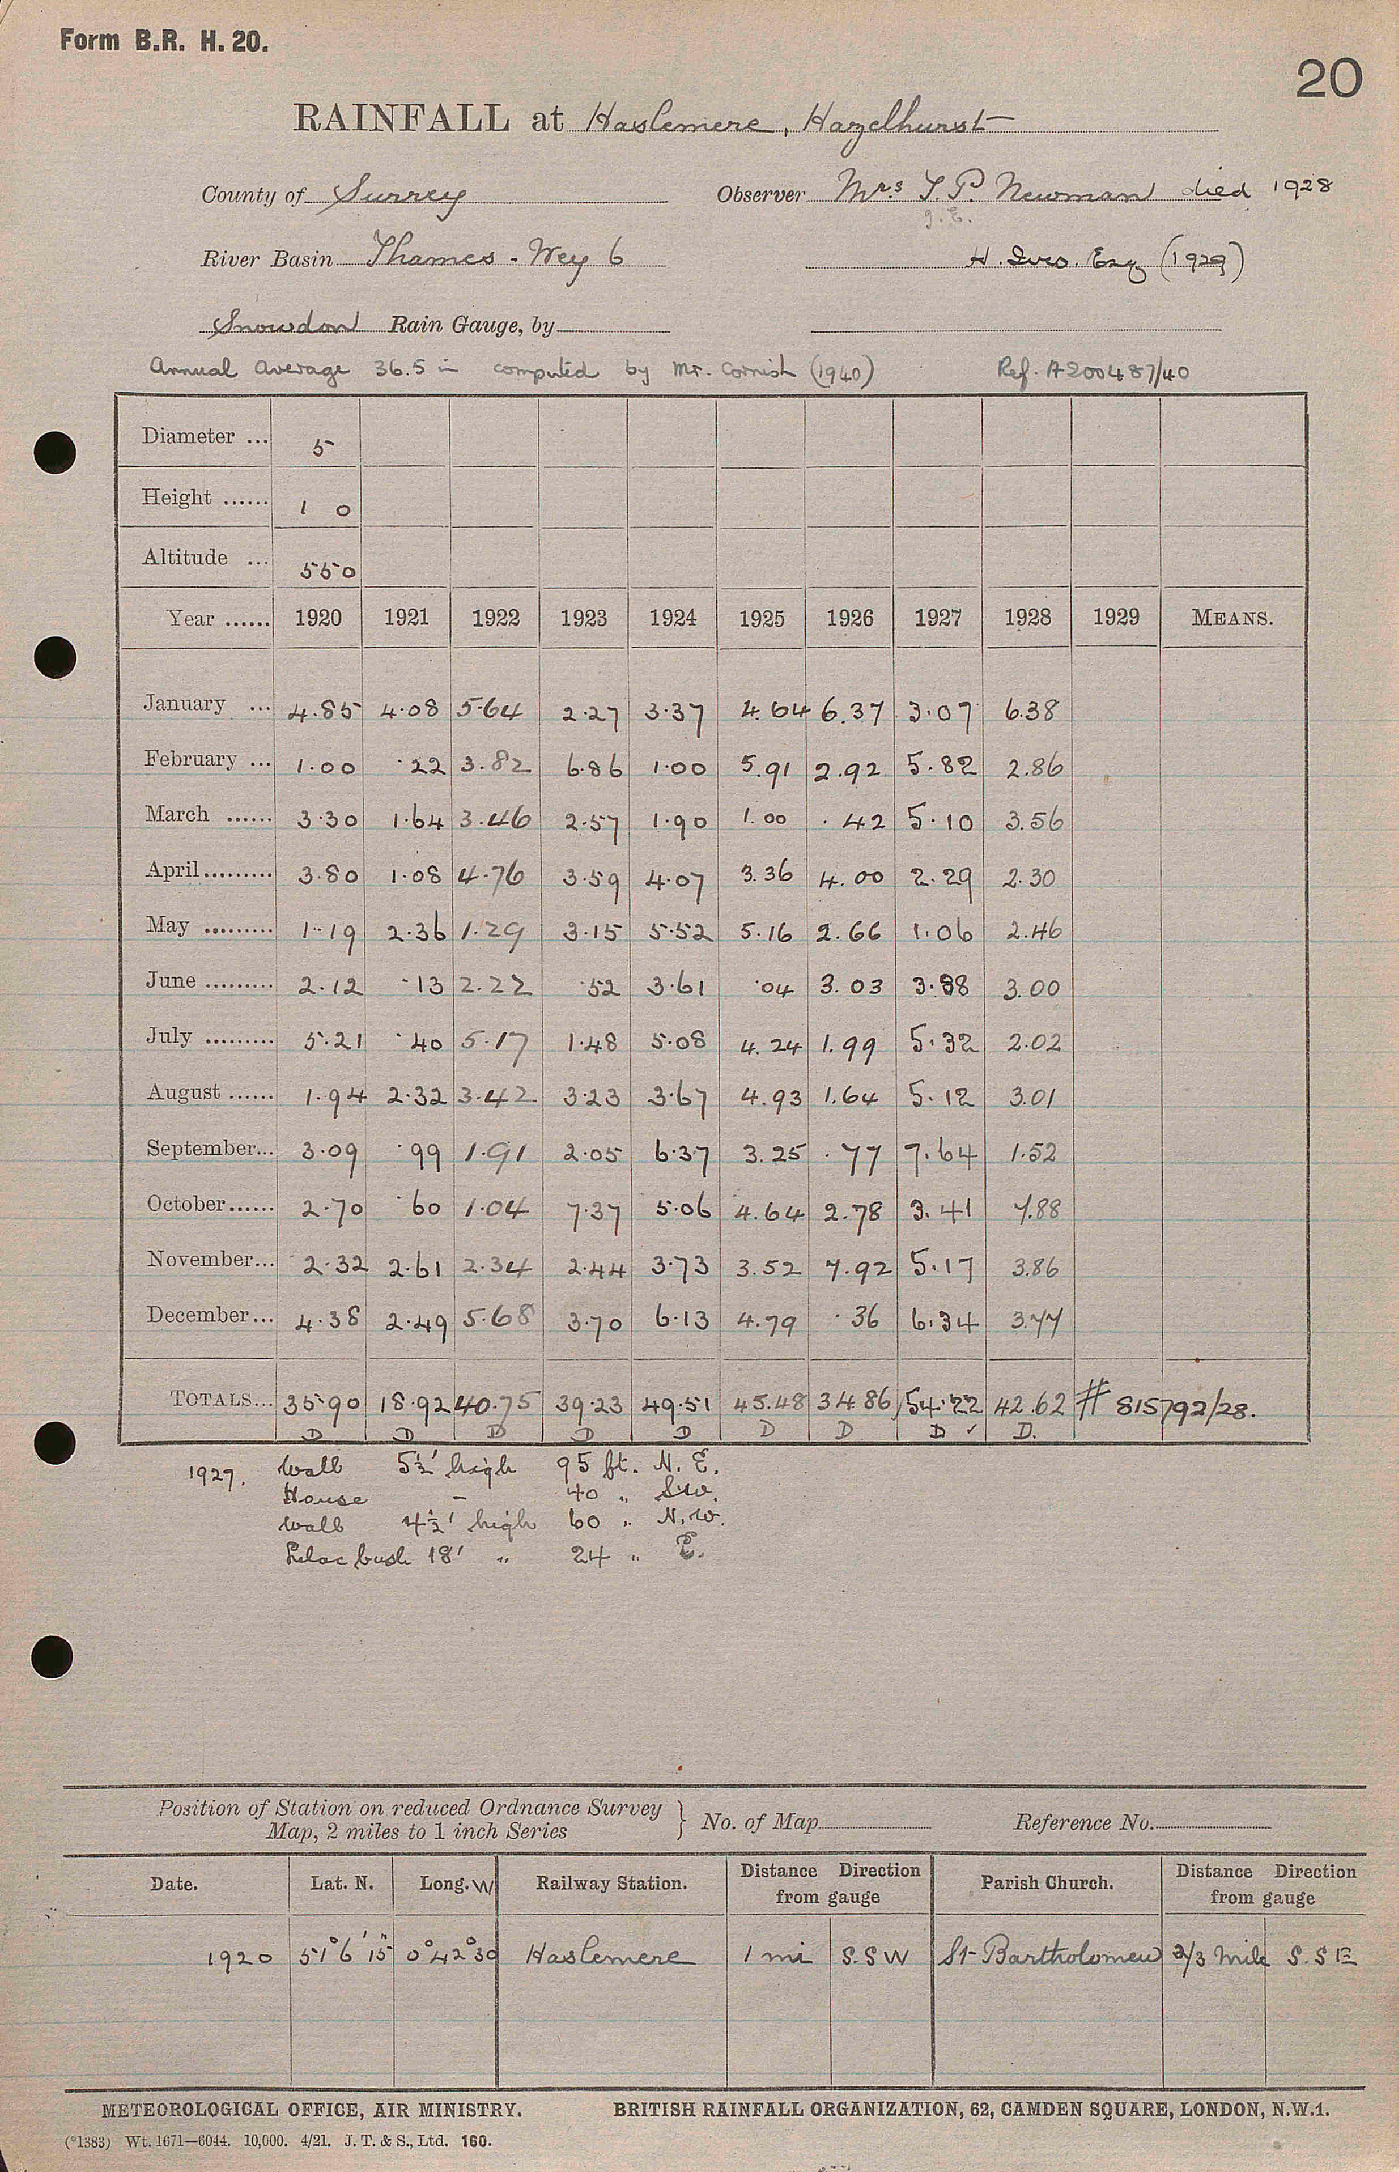 Form B.R. H. 20.
20
RAINFALL at Haslemere, Hazelhurst
County of Surrey Observer Mrs T P. Newman died 1928
River Basin Thames - Wey 6 H. Esq (1929)
Snowdon Rain Gauge, by
Annual average 36.5 in computed by Mr. Cornish (1940) Ref. A200487/40
Diameter ... 5
Height ...... 1 0
Altitude ... 550
Year ...... 1920 1921 1922 1923 1924 1925 1926 1927 1928 1929 MEANS.
January ... 4.85 4.08 5.64 2.27 3.37 4.64 6.37 3.07 6.38
February ... 1.00 .22 3.82 6.86 1.00 5.91 2.92 5.82 2.86
March ...... 3.30 1.64 3.46 2.57 1.90 1.00 .42 5.10 3.56
April ......... 3.80 1.08 4.76 3.59 4.07 3.36 4.00 2.29 2.30
May ......... 1.19 2.36 1.29 3.15 5.52 5.16 2.66 1.06 2.46
June ......... 2.12 .13 2.22 .52 3.61 .04 3.03 3.88 3.00
July ......... 5.21 .40 5.17 1.48 5.08 4.24 1.99 5.32 2.02
August ...... 1.94 2.32 3.42 3.23 3.67 4.93 1.64 5.12 3.01
September... 3.09 .99 1.91 2.05 6.37 3.25 .77 7.64 1.52
October...... 2.70 .60 1.04 7.37 5.06 4.64 2.78 3.41 7.88
November... 2.32 2.61 2.34 2.44 3.73 3.52 7.92 5.17 3.86
December... 4.38 2.49 5.68 3.70 6.13 4.79 .36 6.34 3.77
TOTALS... 35.90 18.92 40.75 39.23 49.51 45.48 34.86 54.22 42.62 # 815792/28.
D D D D D D D D ✓ D.
1927. Wall 5½' high 95 ft. N. E.
House - 40 " SW.
Wall 4½' high 60 " N.W.
Lilac bush 18' " 24 " E.
Position of Station on reduced Ordnance Survey
Map, 2 miles to 1 inch Series } No. of Map Reference No.
Date. Lat. N. Long. W Railway Station. Distance Direction from gauge Parish Church. Distance Direction from gauge
1920 51°6'15" 0°42°30 Haslemere 1 mi S.S W St Bartholomew 2/3 mile S.S E
METEOROLOGICAL OFFICE, AIR MINISTRY. BRITISH RAINFALL ORGANIZATION, 62, CAMDEN SQUARE, LONDON, N.W.1.
(*1383) Wt. 1671—6044. 10,000. 4/21. J. T. & S., Ltd. 160.